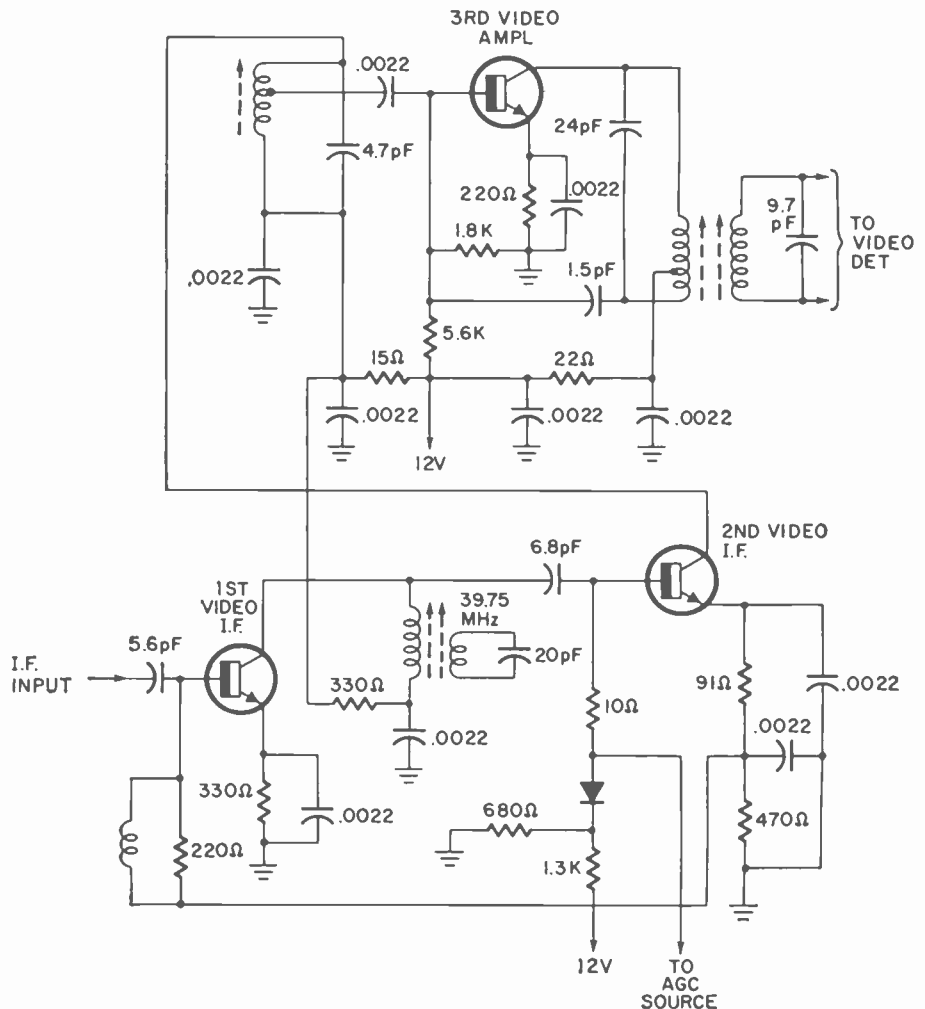 3RD VIDEO
AMPL
.0022
4.7pF
24pF
220Ω
.0022
1.8K
9.7
pF
TO
VIDEO
DET
.0022
1.5pF
5.6K
15Ω
22Ω
.0022
.0022
.0022
12V
2ND VIDEO
I.F.
6.8pF
1ST
VIDEO
I.F.
39.75
MHz
5.6pF
I.F.
INPUT
20pF
330Ω
91Ω
.0022
10Ω
.0022
.0022
330Ω
.0022
680Ω
470Ω
220Ω
1.3K
12V
TO
AGC
SOURCE